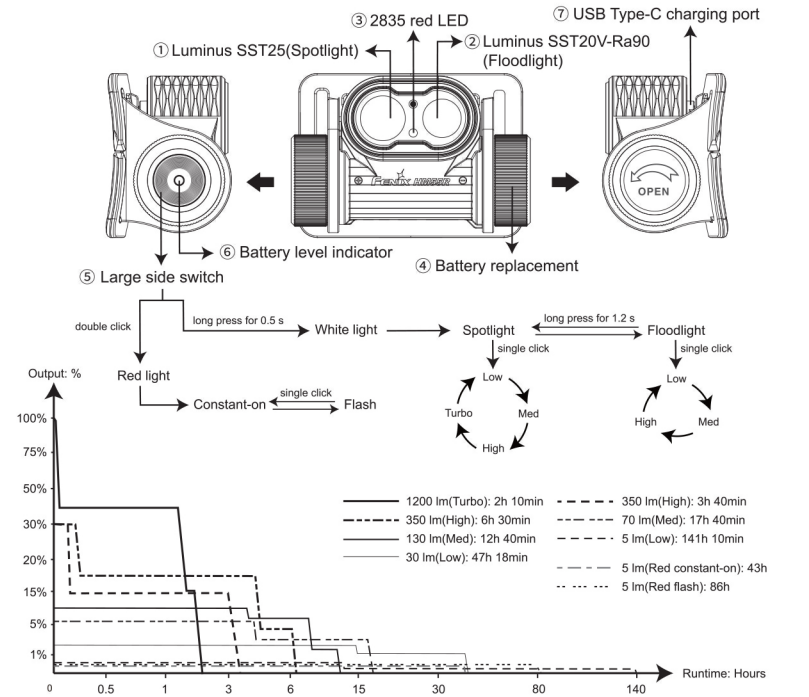 ③ 2835 red LED
⑦ USB Type-C charging port
① Luminus SST25(Spotlight)
② Luminus SST20V-Ra90
(Floodlight)
FENIX HM65R
OPEN
⑥ Battery level indicator
④ Battery replacement
⑤ Large side switch
double click
long press for 0.5 s
White light
Spotlight
long press for 1.2 s
Floodlight
single click
single click
Output: %
Red light
Constant-on
single click
Flash
Low
Med
High
Turbo
Low
Med
High
100%
75%
50%
30%
20%
15%
5%
1%
1200 lm(Turbo): 2h 10min
350 lm(High): 6h 30min
130 lm(Med): 12h 40min
30 lm(Low): 47h 18min
350 lm(High): 3h 40min
70 lm(Med): 17h 40min
5 lm(Low): 141h 10min
5 lm(Red constant-on): 43h
5 lm(Red flash): 86h
Runtime: Hours
0 0.5 1 3 6 15 30 80 140